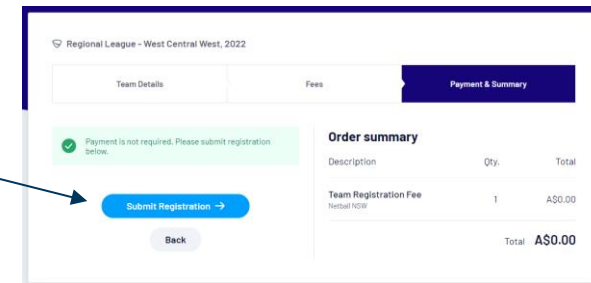 Regional League - West Central West, 2022
Team Details
Fees
Payment & Summary
Payment is not required. Please submit registration
below.
Submit Registration →
Back
Order summary
Description Qty. Total
Team Registration Fee 1 A$0.00
Netball NSW
Total A$0.00